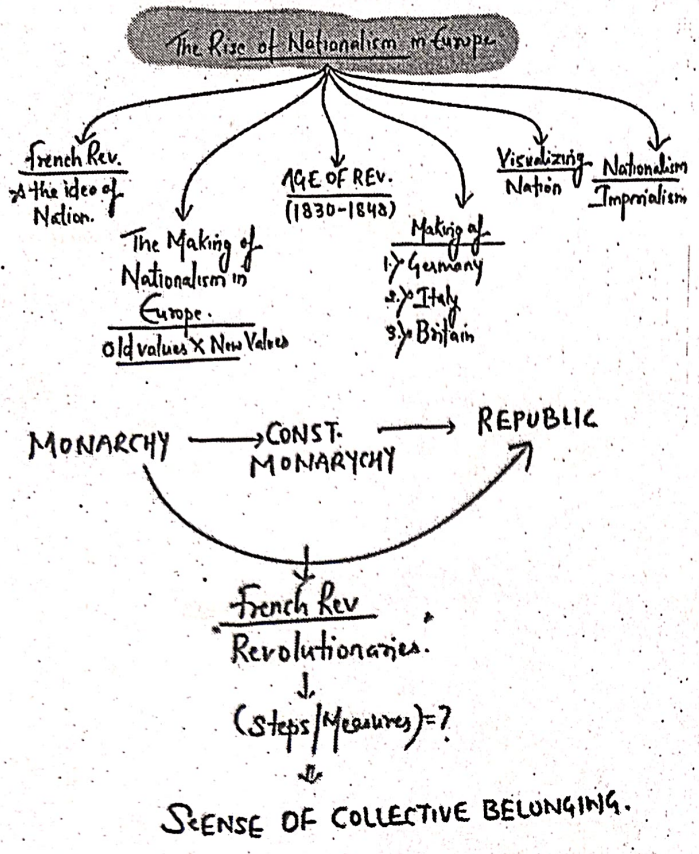 The Rise of Nationalism in Europe
French Rev.
& the idea of
Nation.
The Making of
Nationalism in
Europe.
Old values X New Values
AGE OF REV.
(1830-1848)
Making of
1.) Germany
2.) Italy
3.) Britain
Visualizing
Nation
Nationalism
Imperialism
MONARCHY
CONST.
MONARYCHY
REPUBLIC
French Rev
"Revolutionaries."
(Steps/Measures)=?
SEENSE OF COLLECTIVE BELONGING.